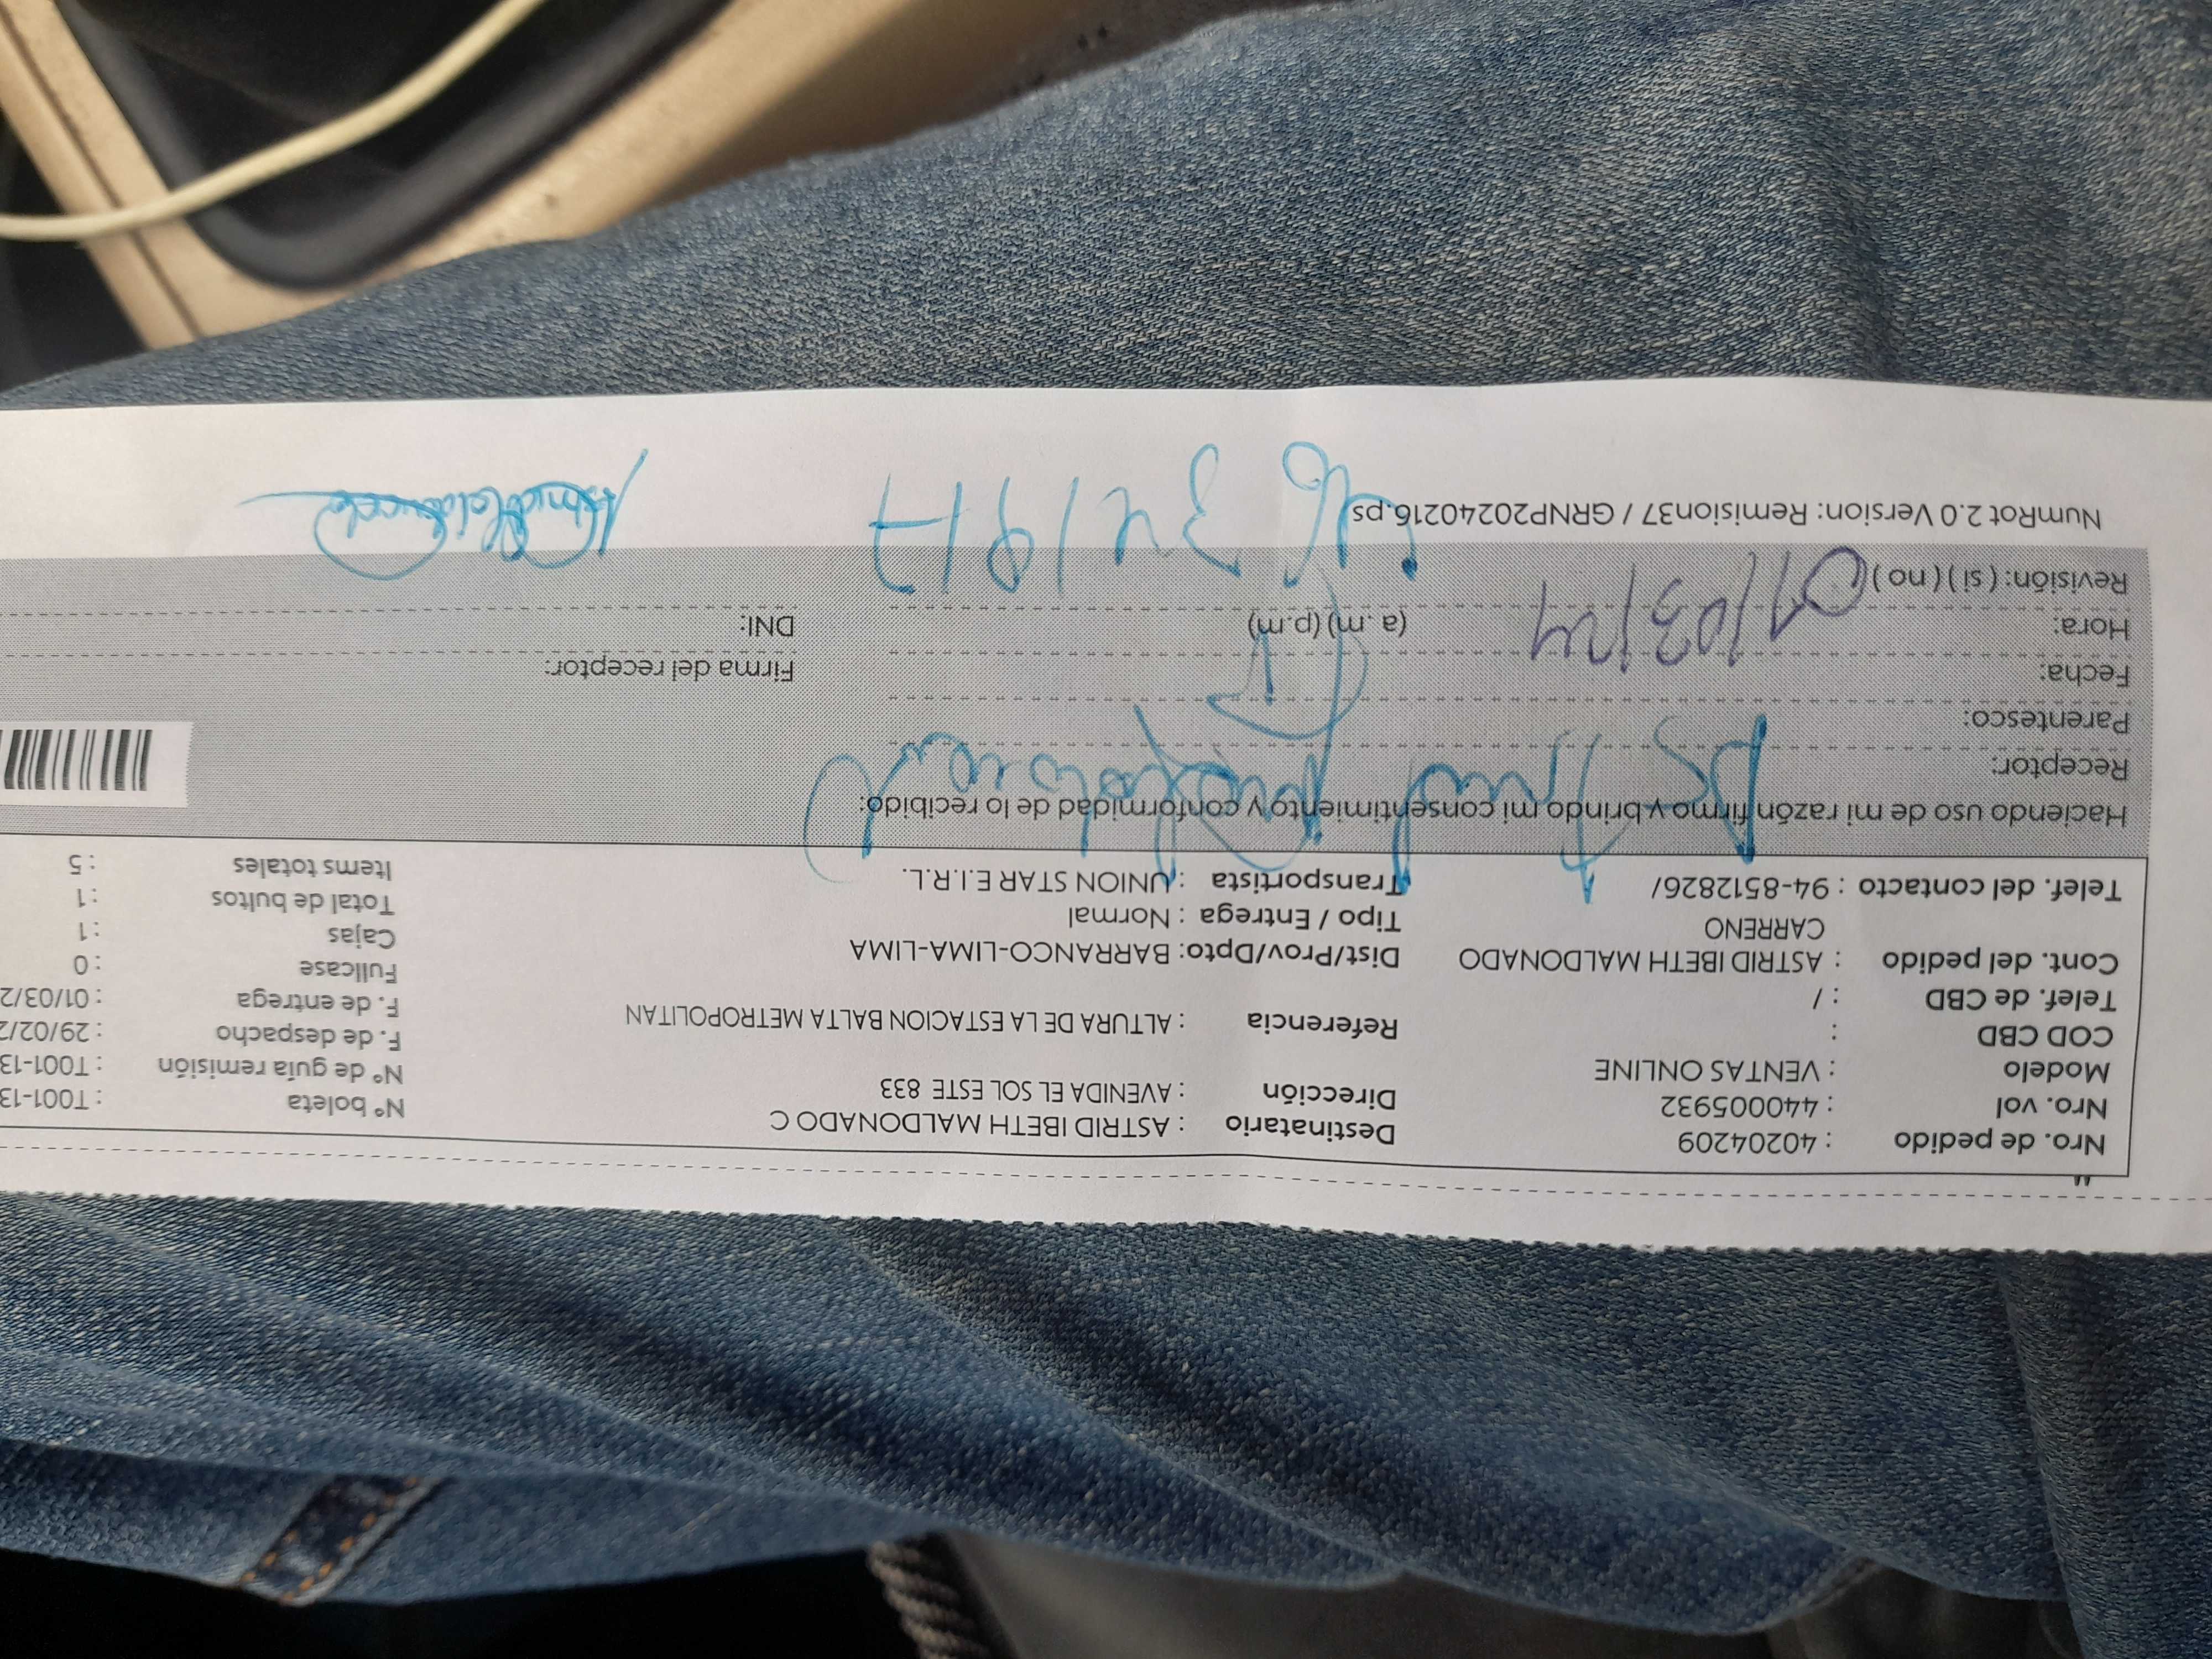 Nro. de pedido : 40204209
Nro. vol : 440005932
Modelo : VENTAS ONLINE
COD CBD :
Telef. de CBD : /
Cont. del pedido : ASTRID IBETH MALDONADO
CARRENO
Telef. del contacto : 94-8512826/
Destinatario : ASTRID IBETH MALDONADO C
Dirección : AVENIDA EL SOL ESTE 833
Referencia : ALTURA DE LA ESTACION BALTA METROPOLITAN
Dist/Prov/Dpto: BARRANCO-LIMA-LIMA
Tipo / Entrega : Normal
Transportista : UNION STAR E.I.R.L.
N° boleta : T001-13
N° de guía remisión : T001-13
F. de despacho : 29/02/2
F. de entrega : 01/03/2
Fullcase : 0
Cajas : 1
Total de bultos : 1
Items totales : 5
Haciendo uso de mi razón firmo y brindo mi consentimiento y conformidad de lo recibido:
Receptor: Astrid Maldonado
Parentesco:
Fecha:
Hora: 01/03/24 (a. m) (p.m)
Revisión: ( si ) ( no )
Firma del receptor:
DNI:
NumRot 2.0 Version: Remision37 / GRNP20240216.ps